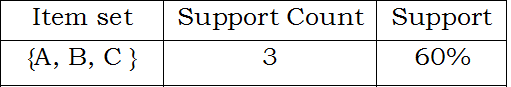 Item set Support Count Support
{A, B, C } 3 60%